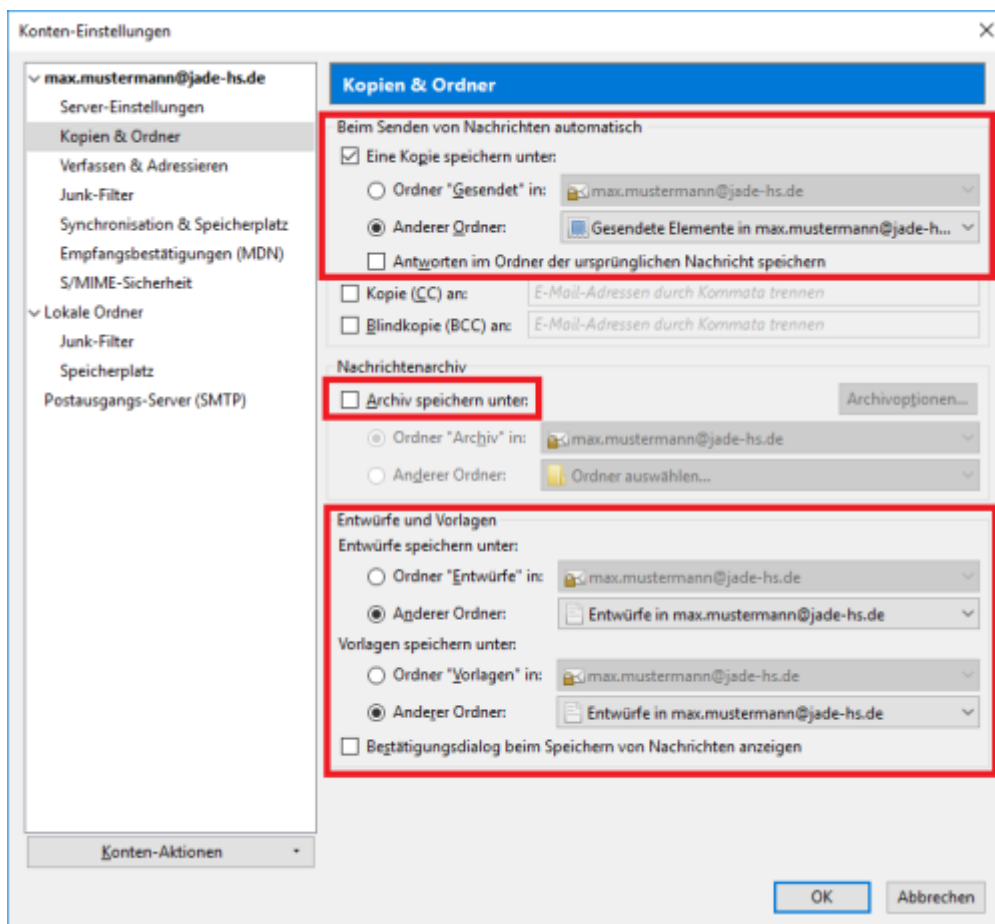 Konten-Einstellungen
max.mustermann@jade-hs.de
Server-Einstellungen
Kopien & Ordner
Verfassen & Adressieren
Junk-Filter
Synchronisation & Speicherplatz
Empfangsbestätigungen (MDN)
S/MIME-Sicherheit
Lokale Ordner
Junk-Filter
Speicherplatz
Postausgangs-Server (SMTP)
Konten-Aktionen
Kopien & Ordner
Beim Senden von Nachrichten automatisch
Eine Kopie speichern unter:
Ordner "Gesendet" in: max.mustermann@jade-hs.de
Anderer Ordner: Gesendete Elemente in max.mustermann@jade-h...
Antworten im Ordner der ursprünglichen Nachricht speichern
Kopie (CC) an: E-Mail-Adressen durch Kommata trennen
Blindkopie (BCC) an: E-Mail-Adressen durch Kommata trennen
Nachrichtenarchiv
Archiv speichern unter: Archivoptionen...
Ordner "Archiv" in: max.mustermann@jade-hs.de
Anderer Ordner: Ordner auswählen...
Entwürfe und Vorlagen
Entwürfe speichern unter:
Ordner "Entwürfe" in: max.mustermann@jade-hs.de
Anderer Ordner: Entwürfe in max.mustermann@jade-hs.de
Vorlagen speichern unter:
Ordner "Vorlagen" in: max.mustermann@jade-hs.de
Anderer Ordner: Entwürfe in max.mustermann@jade-hs.de
Bestätigungsdialog beim Speichern von Nachrichten anzeigen
OK Abbrechen